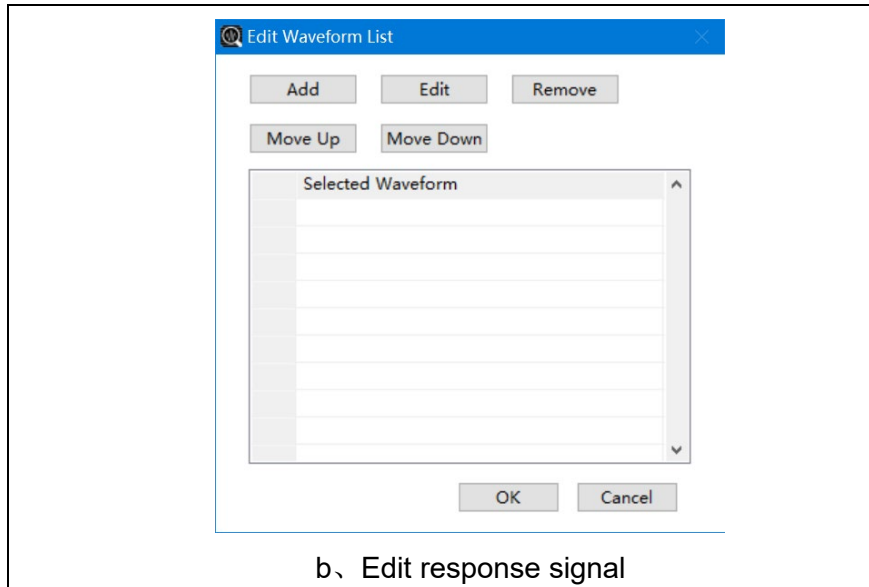 Edit Waveform List
Add Edit Remove
Move Up Move Down
Selected Waveform
OK Cancel
b、Edit response signal